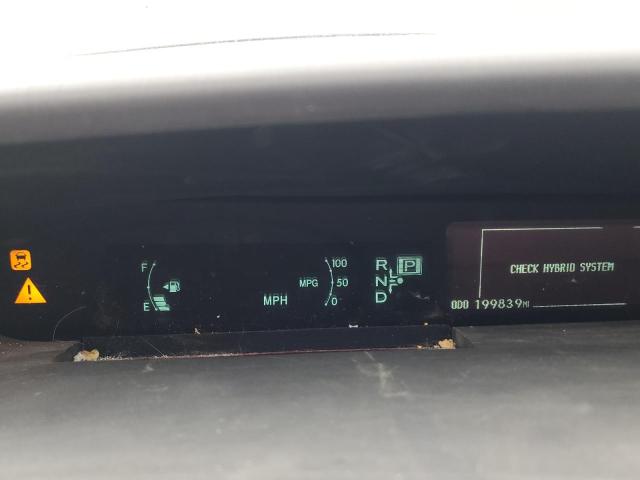 F
E
MPH
MPG
100
50
0
R
N
D
P
CHECK HYBRID SYSTEM
ODO 199839MI